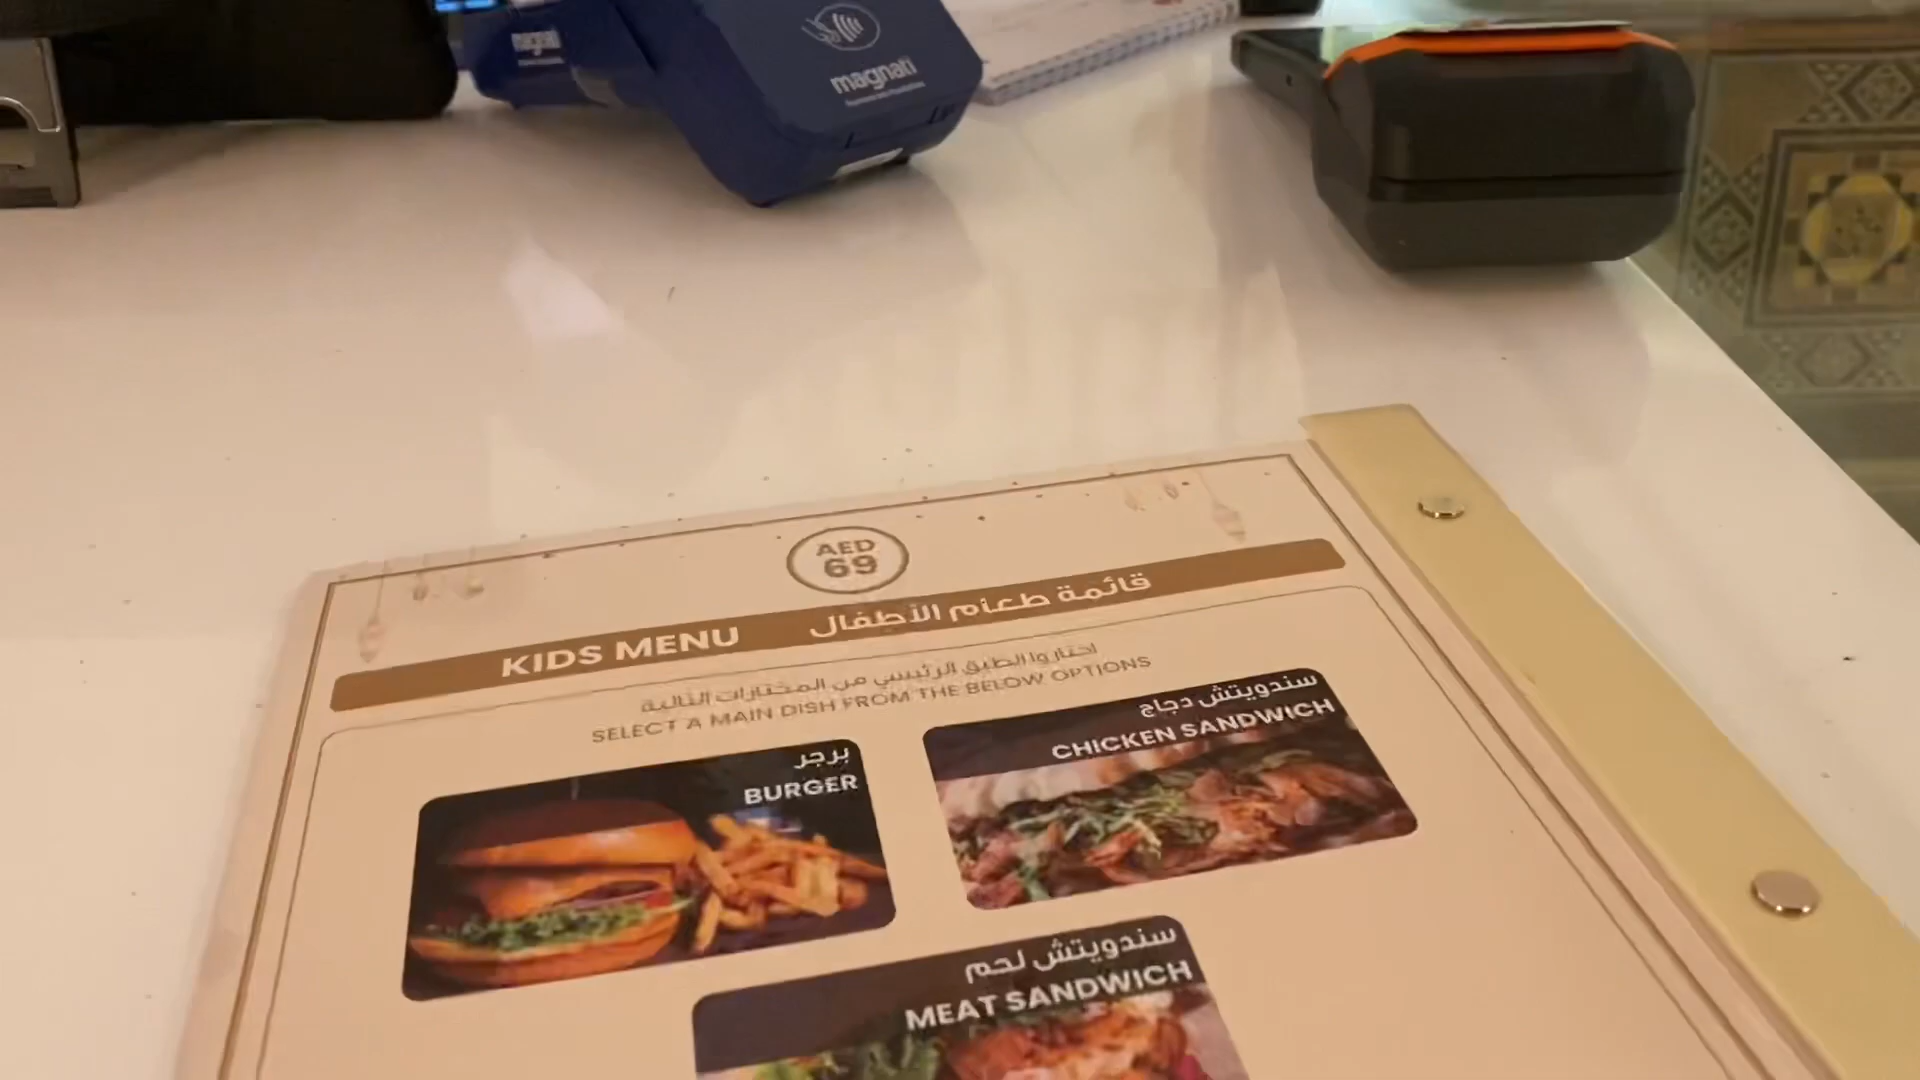 magnati
magnati
AED
69
KIDS MENU قائمة طعام الأطفال
اختاروا الطبق الرئيسي من المختارات التالية
SELECT A MAIN DISH FROM THE BELOW OPTIONS
برجر
BURGER
سندويتش دجاج
CHICKEN SANDWICH
سندويتش لحم
MEAT SANDWICH